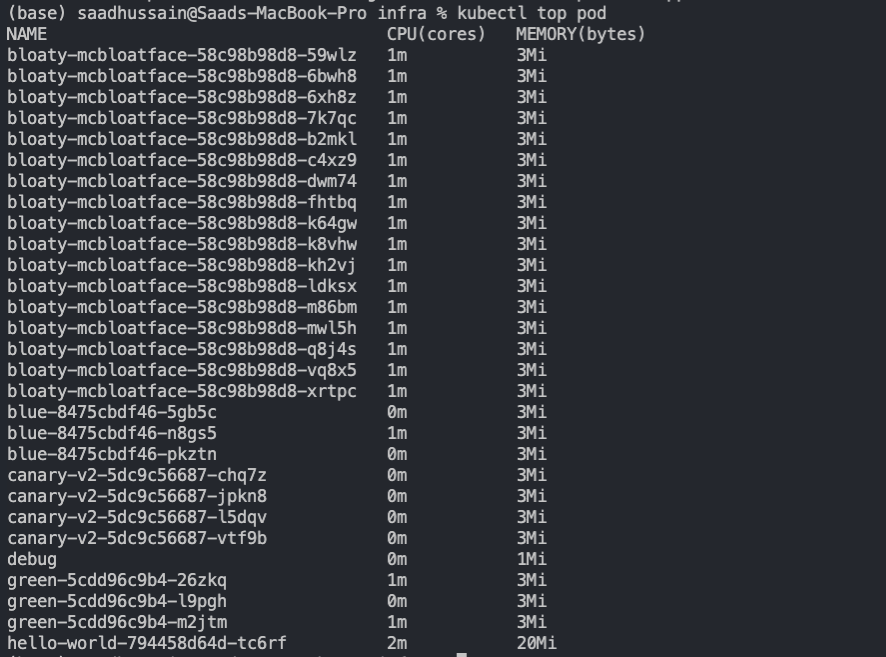 (base) saadhussain@Saads-MacBook-Pro infra % kubectl top pod
NAME CPU(cores) MEMORY(bytes)
bloaty-mcbloatface-58c98b98d8-59wlz 1m 3Mi
bloaty-mcbloatface-58c98b98d8-6bwh8 1m 3Mi
bloaty-mcbloatface-58c98b98d8-6xh8z 1m 3Mi
bloaty-mcbloatface-58c98b98d8-7k7qc 1m 3Mi
bloaty-mcbloatface-58c98b98d8-b2mkl 1m 3Mi
bloaty-mcbloatface-58c98b98d8-c4xz9 1m 3Mi
bloaty-mcbloatface-58c98b98d8-dwm74 1m 3Mi
bloaty-mcbloatface-58c98b98d8-fhtbq 1m 3Mi
bloaty-mcbloatface-58c98b98d8-k64gw 1m 3Mi
bloaty-mcbloatface-58c98b98d8-k8vhw 1m 3Mi
bloaty-mcbloatface-58c98b98d8-kh2vj 1m 3Mi
bloaty-mcbloatface-58c98b98d8-ldksx 1m 3Mi
bloaty-mcbloatface-58c98b98d8-m86bm 1m 3Mi
bloaty-mcbloatface-58c98b98d8-mwl5h 1m 3Mi
bloaty-mcbloatface-58c98b98d8-q8j4s 1m 3Mi
bloaty-mcbloatface-58c98b98d8-vq8x5 1m 3Mi
bloaty-mcbloatface-58c98b98d8-xrtpc 1m 3Mi
blue-8475cbdf46-5gb5c 0m 3Mi
blue-8475cbdf46-n8gs5 1m 3Mi
blue-8475cbdf46-pkztn 0m 3Mi
canary-v2-5dc9c56687-chq7z 0m 3Mi
canary-v2-5dc9c56687-jpkn8 0m 3Mi
canary-v2-5dc9c56687-l5dqv 0m 3Mi
canary-v2-5dc9c56687-vtf9b 0m 3Mi
debug 0m 1Mi
green-5cdd96c9b4-26zkq 1m 3Mi
green-5cdd96c9b4-l9pgh 0m 3Mi
green-5cdd96c9b4-m2jtm 1m 3Mi
hello-world-794458d64d-tc6rf 2m 20Mi